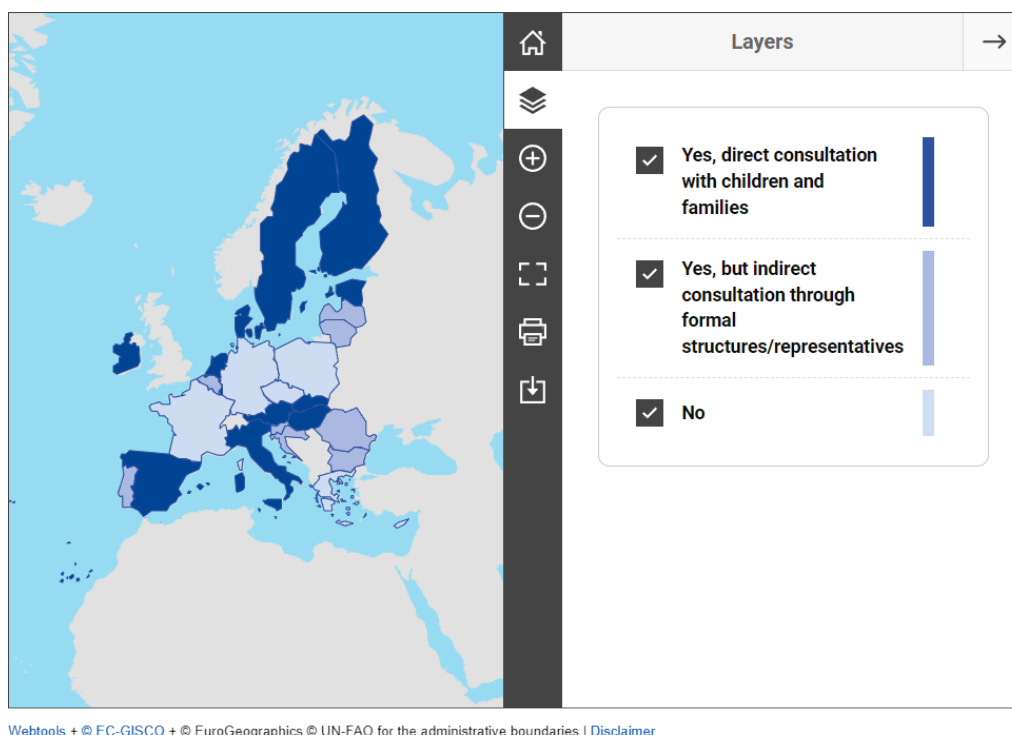 Layers
Yes, direct consultation
with children and
families
Yes, but indirect
consultation through
formal
structures/representatives
No
Webtools + © EC-GISCO + © EuroGeographics © UN-FAO for the administrative boundaries | Disclaimer